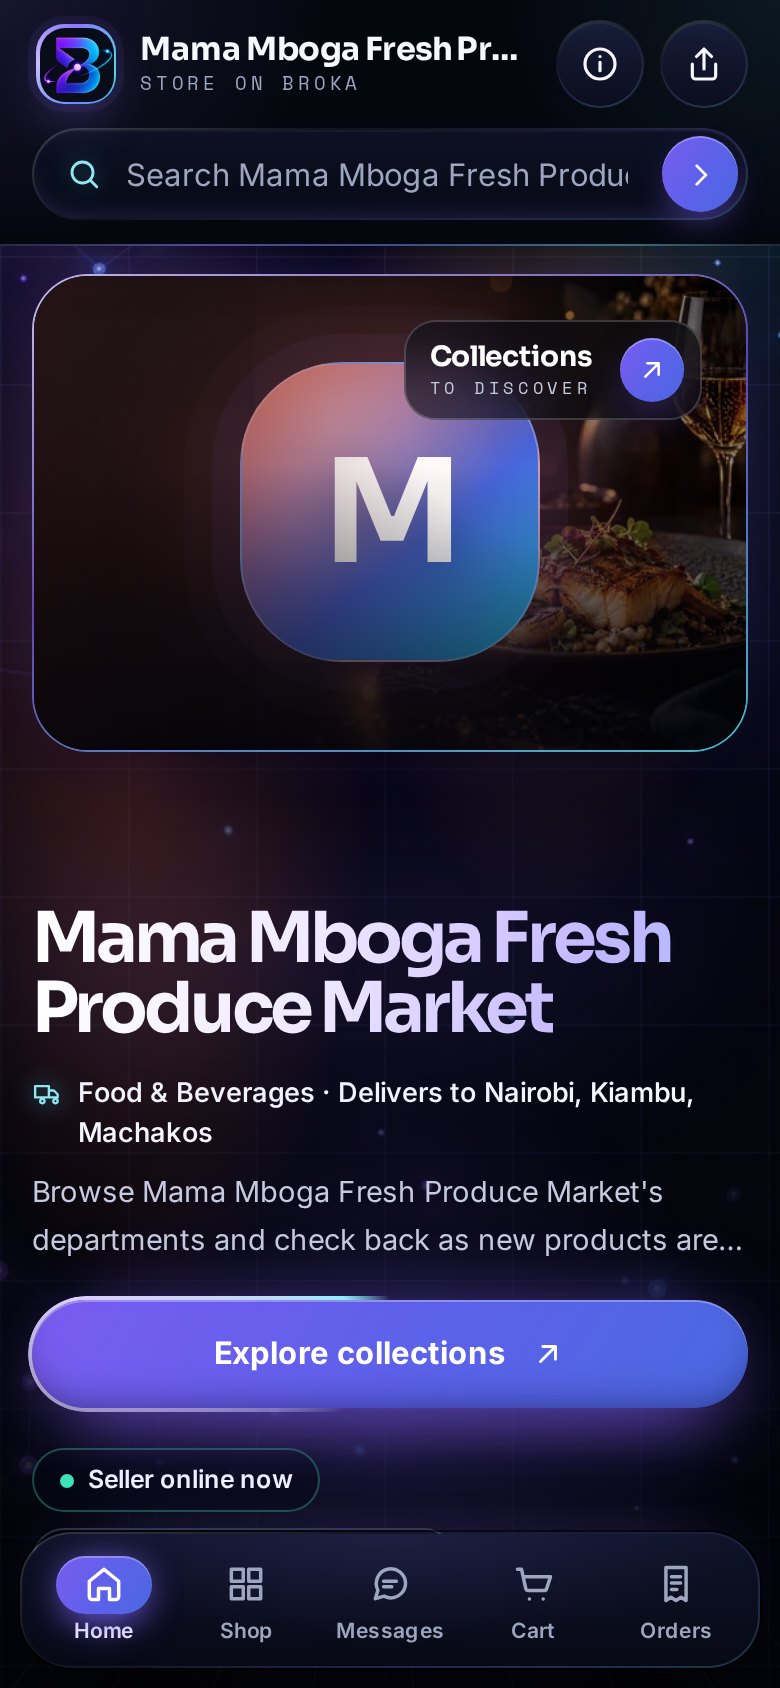 Mama Mboga Fresh Pr...
STORE ON BROKA
Search Mama Mboga Fresh Produ
Collections
TO DISCOVER
M
Mama Mboga Fresh
Produce Market
Food & Beverages · Delivers to Nairobi, Kiambu,
Machakos
Browse Mama Mboga Fresh Produce Market's
departments and check back as new products are...
Explore collections
Seller online now
Home
Shop
Messages
Cart
Orders